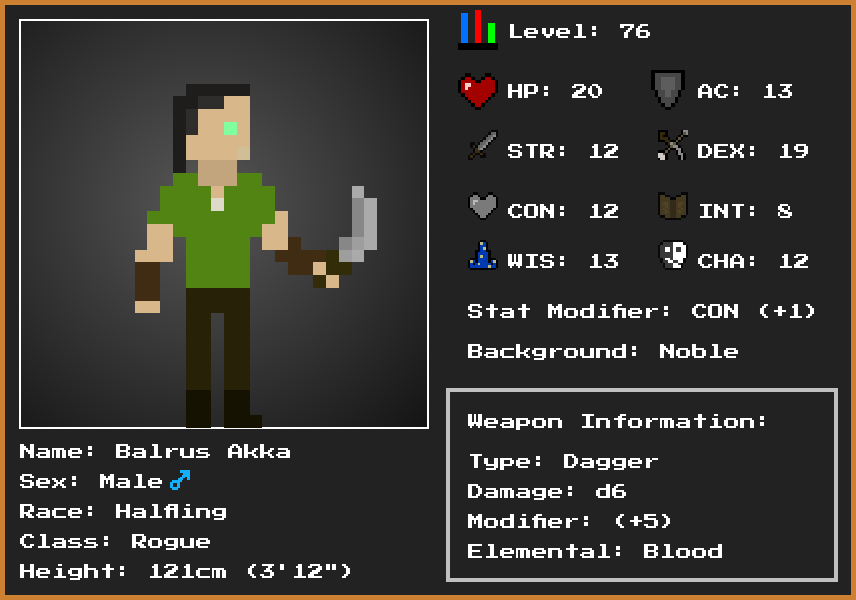 Level: 76
HP: 20
AC: 13
STR: 12
DEX: 19
CON: 12
INT: 8
WIS: 13
CHA: 12
Stat Modifier: CON (+1)
Background: Noble
Weapon Information:
Type: Dagger
Damage: d6
Modifier: (+5)
Elemental: Blood
Name: Balrus Akka
Sex: Male♂
Race: Halfling
Class: Rogue
Height: 121cm (3'12")